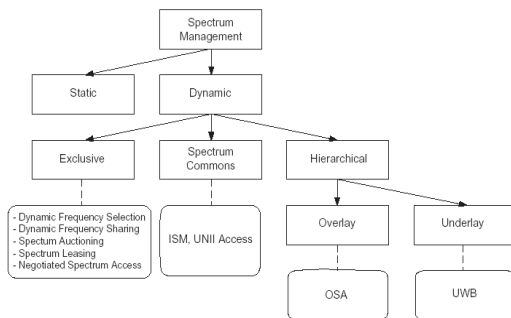 Spectrum
Management
Static
Dynamic
Exclusive
Spectrum
Commons
Hierarchical
- Dynamic Frequency Selection
- Dynamic Frequency Sharing
- Spectum Auctioning
- Spectrum Leasing
- Negotiated Spectrum Access
ISM, UNII Access
Overlay
Underlay
OSA
UWB